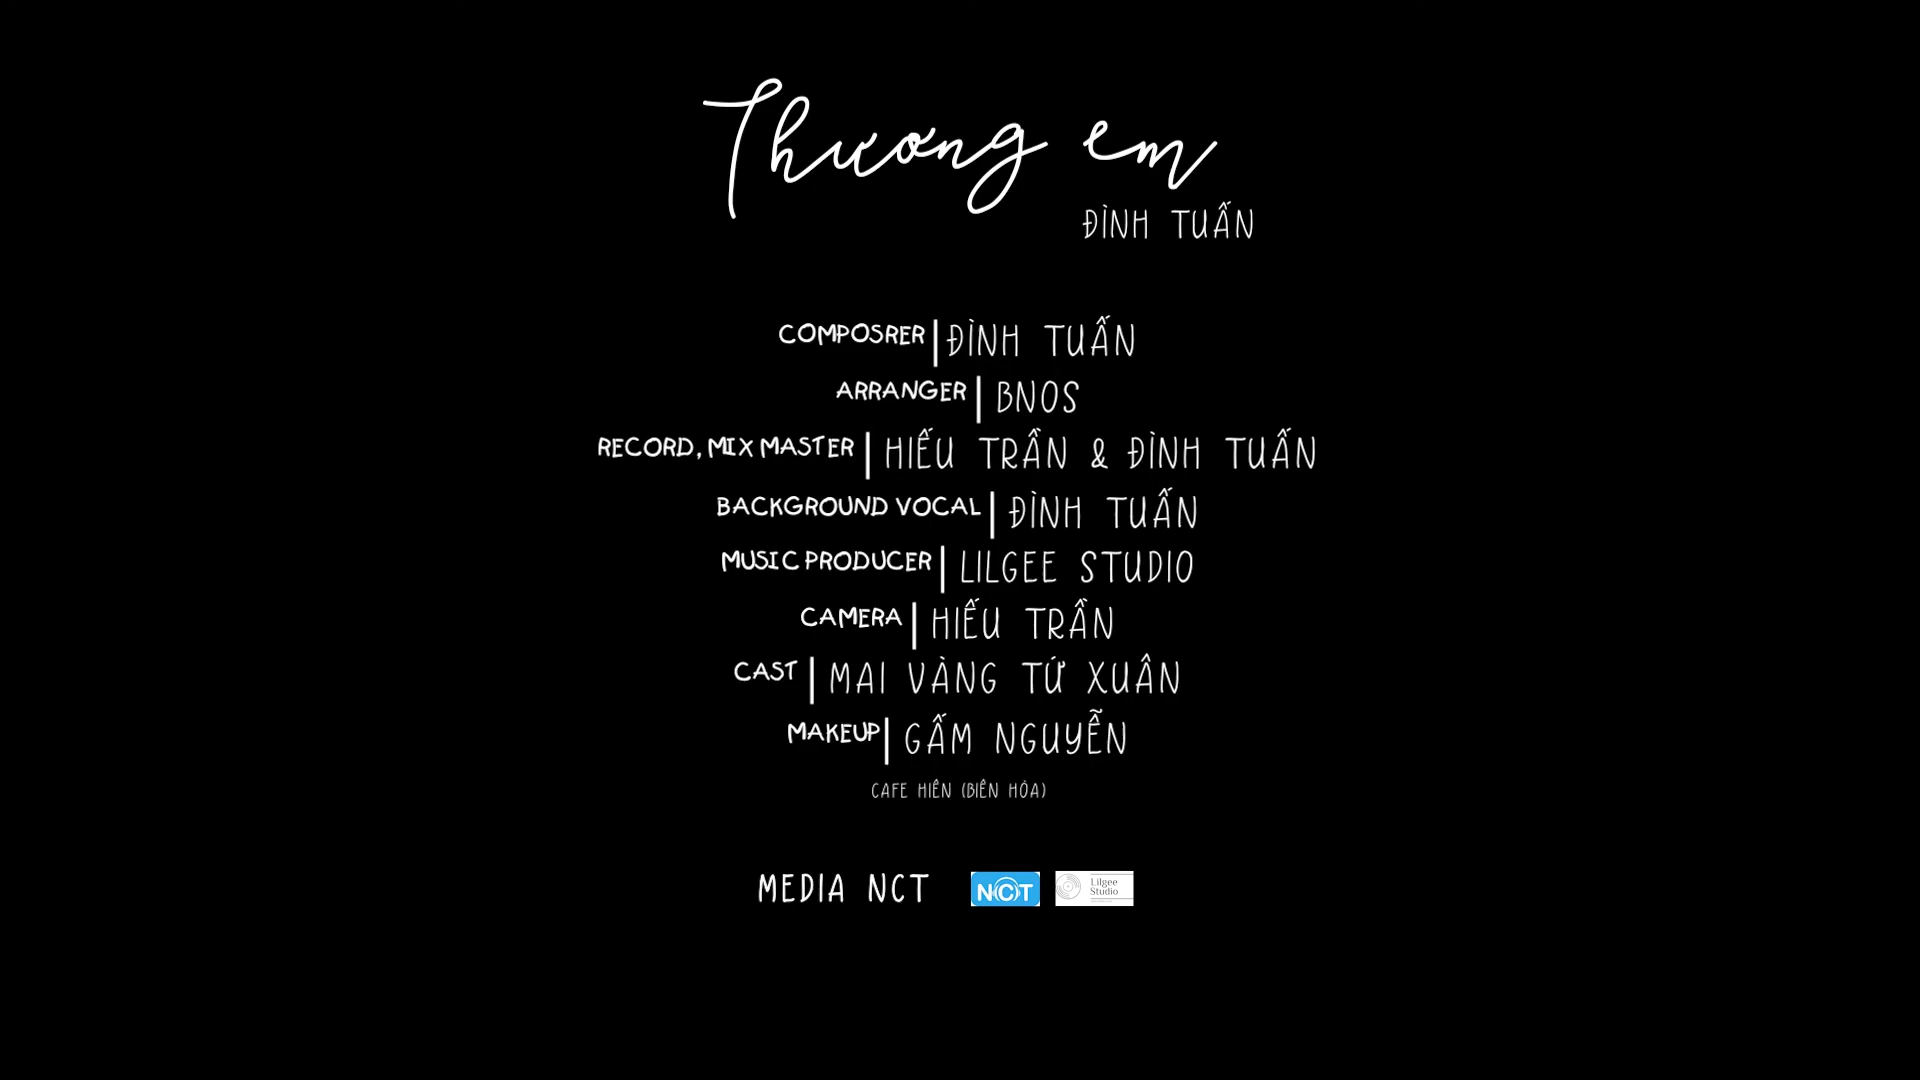 Thương em
ĐÌNH TUẤN
COMPOSRER | ĐÌNH TUẤN
ARRANGER | BNOS
RECORD, MIX MASTER | HIẾU TRẦN & ĐÌNH TUẤN
BACKGROUND VOCAL | ĐÌNH TUẤN
MUSIC PRODUCER | LILGEE STUDIO
CAMERA | HIẾU TRẦN
CAST | MAI VÀNG TỨ XUÂN
MAKEUP | GẤM NGUYỄN
CAFE HIÊN (BIÊN HÒA)
MEDIA NCT NCT Lilgee Studio